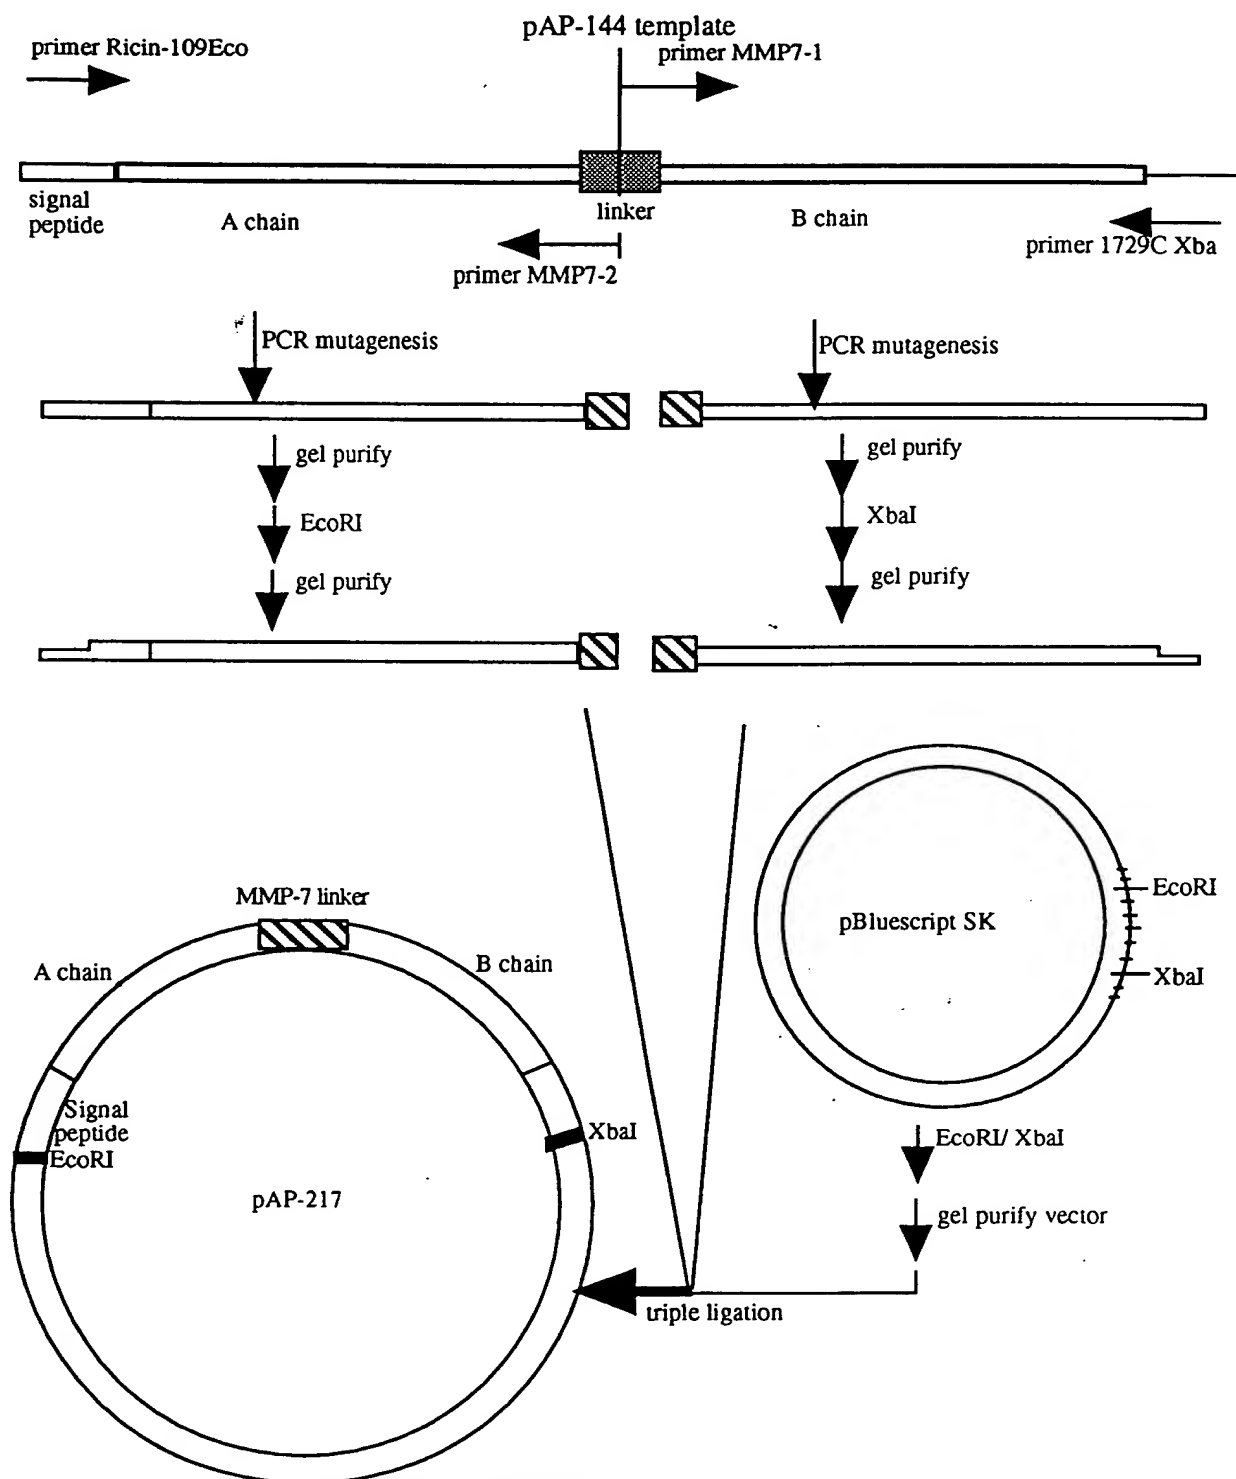 pAP-144 template
primer Ricin-109Eco
primer MMP7-1
signal
peptide
A chain
linker
B chain
primer MMP7-2
primer 1729C Xba
PCR mutagenesis
PCR mutagenesis
gel purify
gel purify
EcoRI
XbaI
gel purify
gel purify
MMP-7 linker
A chain
B chain
pBluescript SK
EcoRI
XbaI
Signal
peptide
EcoRI
XbaI
pAP-217
EcoRI/ XbaI
gel purify vector
triple ligation